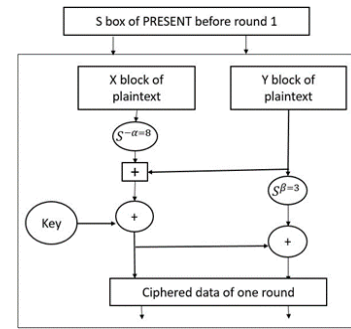 S box of PRESENT before round 1
X block of
plaintext
Y block of
plaintext
S^{-α=8}
+
S^{β=3}
Key
+
+
Ciphered data of one round